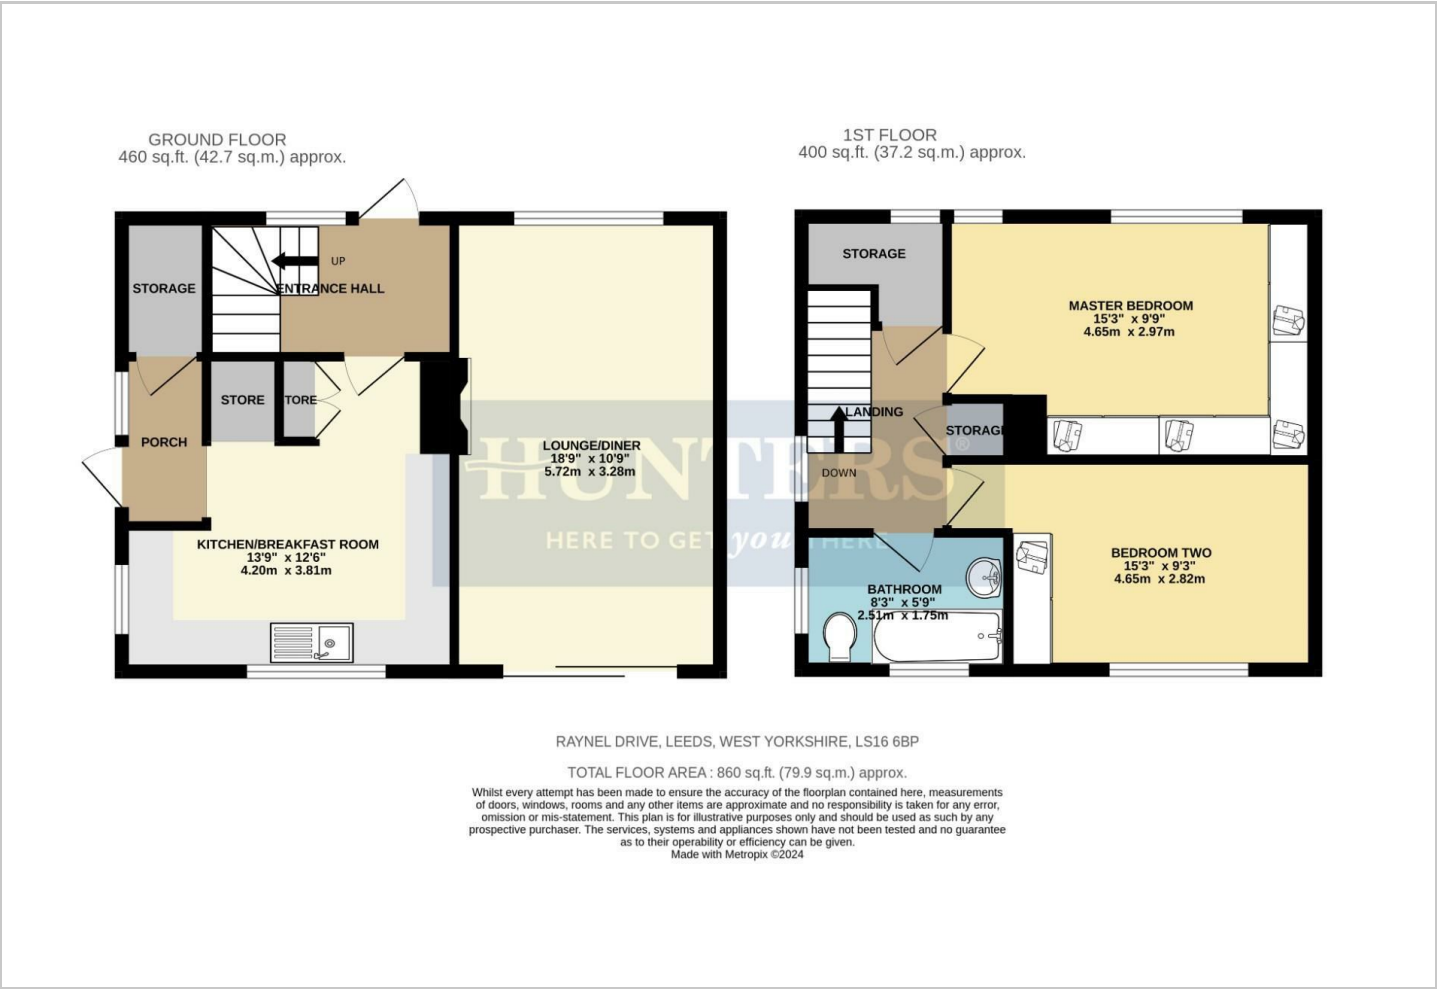 GROUND FLOOR
460 sq.ft. (42.7 sq.m.) approx.
1ST FLOOR
400 sq.ft. (37.2 sq.m.) approx.
STORAGE
UP
ENTRANCE HALL
STORE
TORE
PORCH
LOUNGE/DINER
18'9" x 10'9"
5.72m x 3.28m
KITCHEN/BREAKFAST ROOM
13'9" x 12'6"
4.20m x 3.81m
STORAGE
MASTER BEDROOM
15'3" x 9'9"
4.65m x 2.97m
LANDING
STORAGE
DOWN
BEDROOM TWO
15'3" x 9'3"
4.65m x 2.82m
BATHROOM
8'3" x 5'9"
2.51m x 1.75m
HUNTERS®
HERE TO GET you THERE
RAYNEL DRIVE, LEEDS, WEST YORKSHIRE, LS16 6BP
TOTAL FLOOR AREA : 860 sq.ft. (79.9 sq.m.) approx.
Whilst every attempt has been made to ensure the accuracy of the floorplan contained here, measurements
of doors, windows, rooms and any other items are approximate and no responsibility is taken for any error,
omission or mis-statement. This plan is for illustrative purposes only and should be used as such by any
prospective purchaser. The services, systems and appliances shown have not been tested and no guarantee
as to their operability or efficiency can be given.
Made with Metropix ©2024